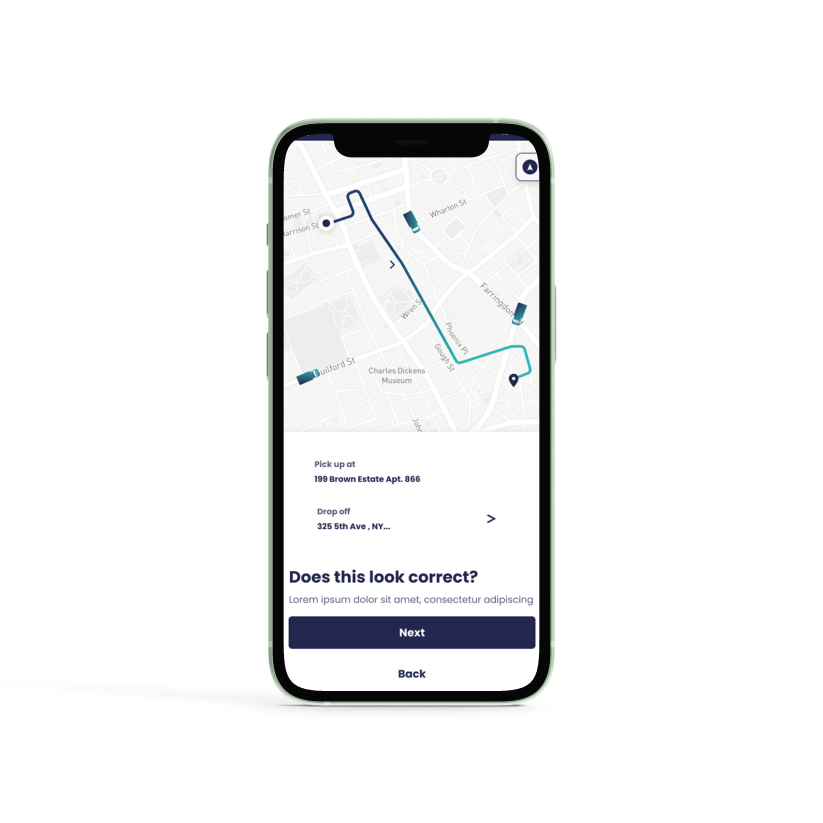 omer St
arrison St
Wharton St
Farringdon
Wren S
Phoenix Pl
Gough St
uilford St
Charles Dickens
Museum
John
Pick up at
199 Brown Estate Apt. 866
Drop off
325 5th Ave , NY...
>
Does this look correct?
Lorem ipsum dolor sit amet, consectetur adipiscing
Next
Back